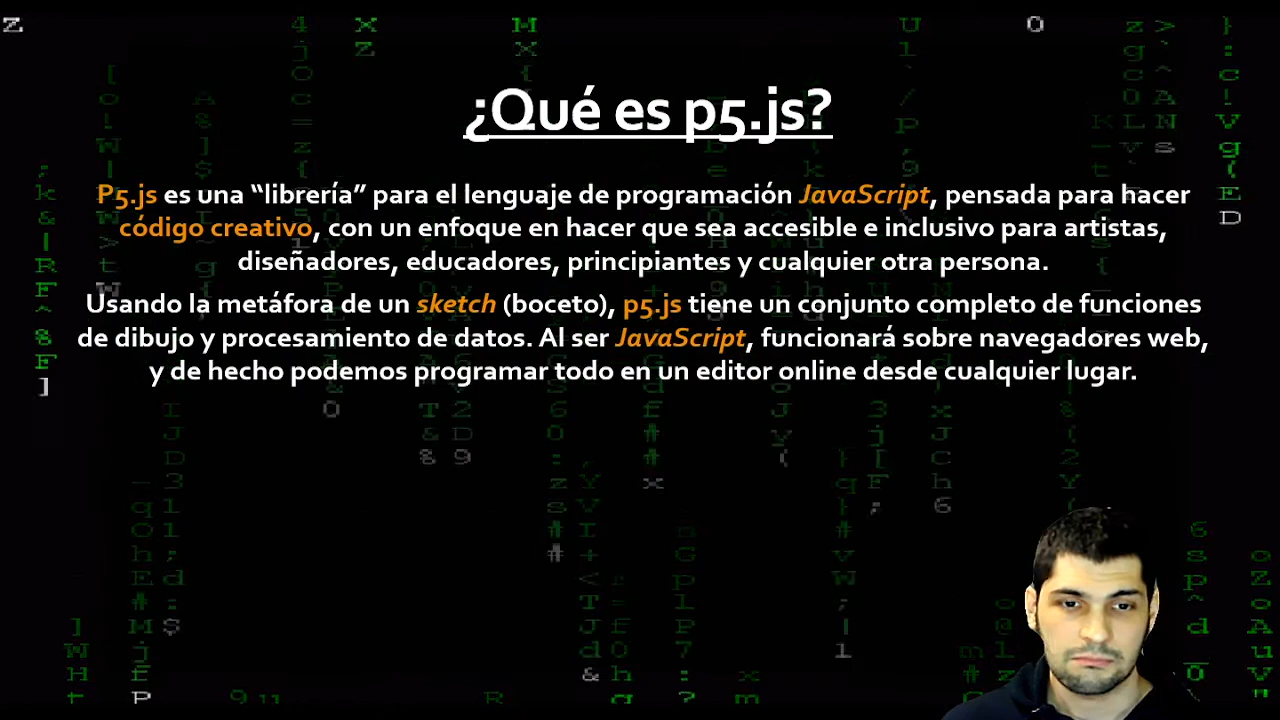 ¿Qué es p5.js?
P5.js es una “librería” para el lenguaje de programación JavaScript, pensada para hacer
código creativo, con un enfoque en hacer que sea accesible e inclusivo para artistas,
diseñadores, educadores, principiantes y cualquier otra persona.
Usando la metáfora de un sketch (boceto), p5.js tiene un conjunto completo de funciones
de dibujo y procesamiento de datos. Al ser JavaScript, funcionará sobre navegadores web,
y de hecho podemos programar todo en un editor online desde cualquier lugar.